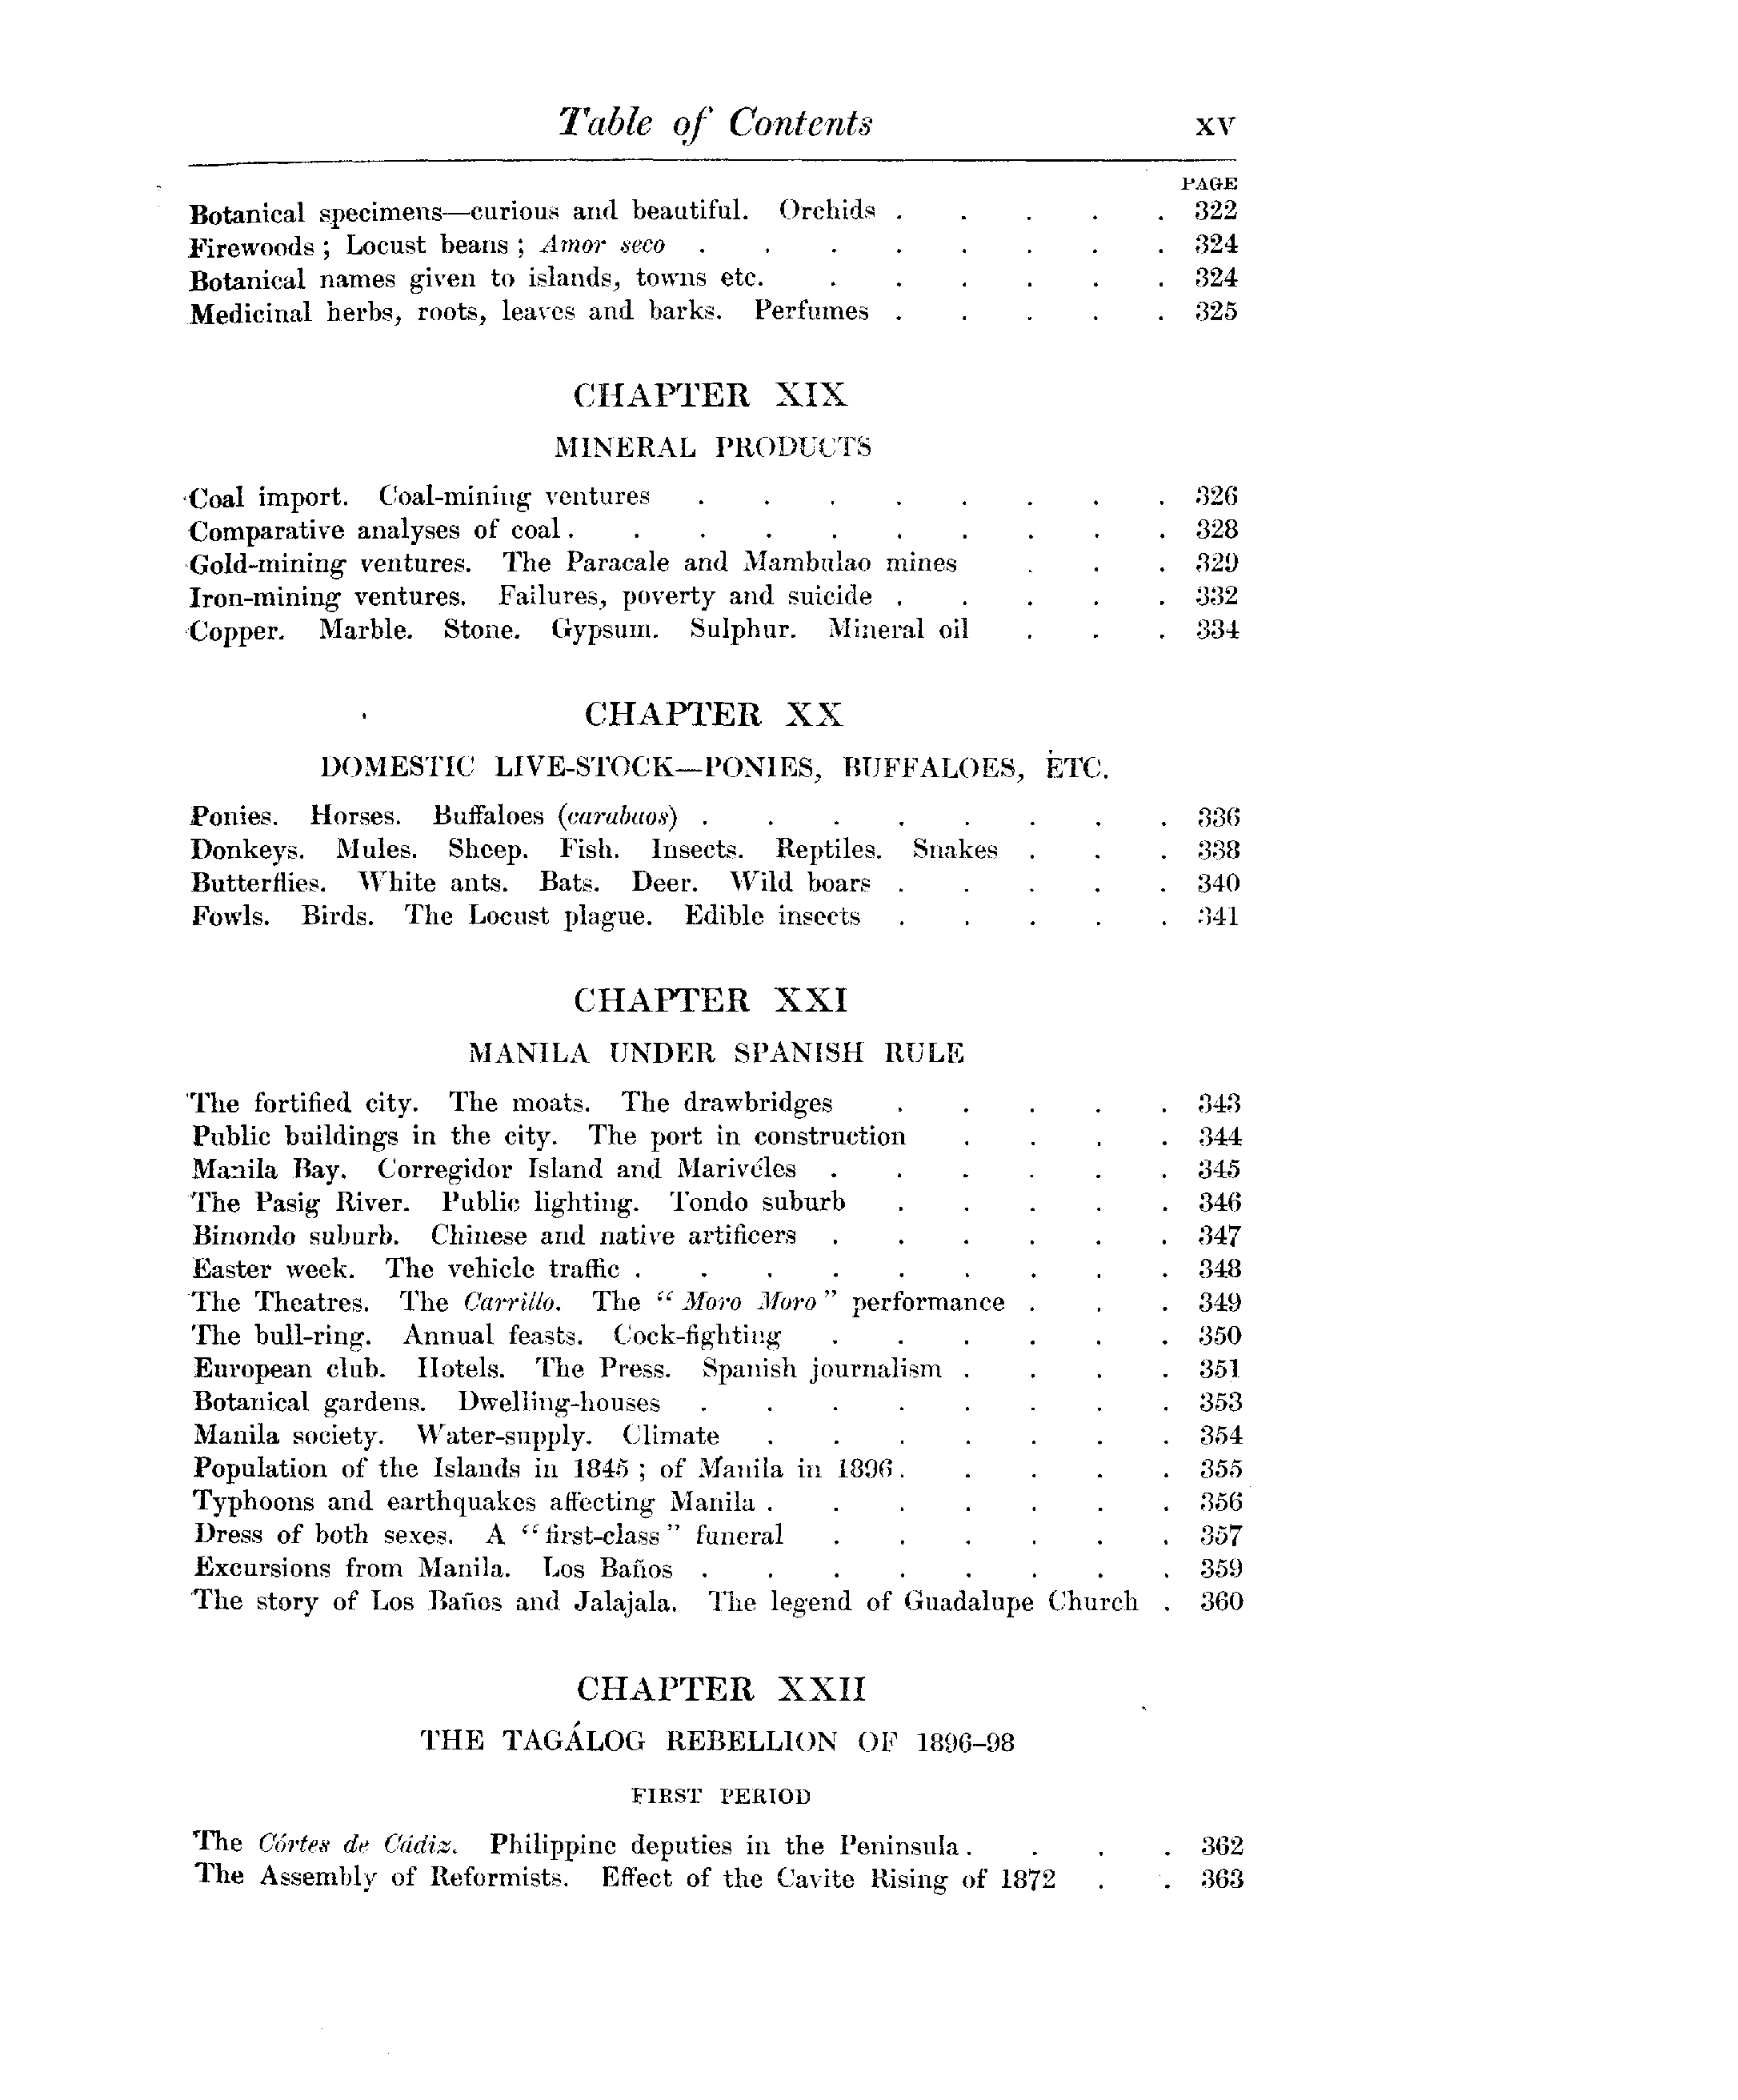 Table of Contents xv
PAGE
Botanical specimens—curious and beautiful. Orchids . . . . . 322
Firewoods ; Locust beans ; Amor seco . . . . . . . . 324
Botanical names given to islands, towns etc. . . . . . . 324
Medicinal herbs, roots, leaves and barks. Perfumes . . . . . 325
CHAPTER XIX
MINERAL PRODUCTS
Coal import. Coal-mining ventures . . . . . . . . 326
Comparative analyses of coal . . . . . . . . . . 328
Gold-mining ventures. The Paracale and Mambulao mines . . . 329
Iron-mining ventures. Failures, poverty and suicide . . . . . 332
Copper. Marble. Stone. Gypsum. Sulphur. Mineral oil . . . 334
CHAPTER XX
DOMESTIC LIVE-STOCK—PONIES, BUFFALOES, ETC.
Ponies. Horses. Buffaloes (carabaos) . . . . . . . . 336
Donkeys. Mules. Sheep. Fish. Insects. Reptiles. Snakes . . . 338
Butterflies. White ants. Bats. Deer. Wild boars . . . . . 340
Fowls. Birds. The Locust plague. Edible insects . . . . . 341
CHAPTER XXI
MANILA UNDER SPANISH RULE
The fortified city. The moats. The drawbridges . . . . . 343
Public buildings in the city. The port in construction . . . . 344
Manila Bay. Corregidor Island and Marivéles . . . . . . 345
The Pasig River. Public lighting. Tondo suburb . . . . . 346
Binondo suburb. Chinese and native artificers . . . . . . 347
Easter week. The vehicle traffic . . . . . . . . . 348
The Theatres. The Carrillo. The “ Moro Moro ” performance . . . 349
The bull-ring. Annual feasts. Cock-fighting . . . . . . 350
European club. Hotels. The Press. Spanish journalism . . . . 351
Botanical gardens. Dwelling-houses . . . . . . . . 353
Manila society. Water-supply. Climate . . . . . . . 354
Population of the Islands in 1845 ; of Manila in 1896 . . . . . 355
Typhoons and earthquakes affecting Manila . . . . . . . 356
Dress of both sexes. A “ first-class ” funeral . . . . . . 357
Excursions from Manila. Los Baños . . . . . . . . 359
The story of Los Baños and Jalajala. The legend of Guadalupe Church . 360
CHAPTER XXII
THE TAGÁLOG REBELLION OF 1896–98
FIRST PERIOD
The Córtes de Cádiz. Philippine deputies in the Peninsula . . . . 362
The Assembly of Reformists. Effect of the Cavite Rising of 1872 . . 363